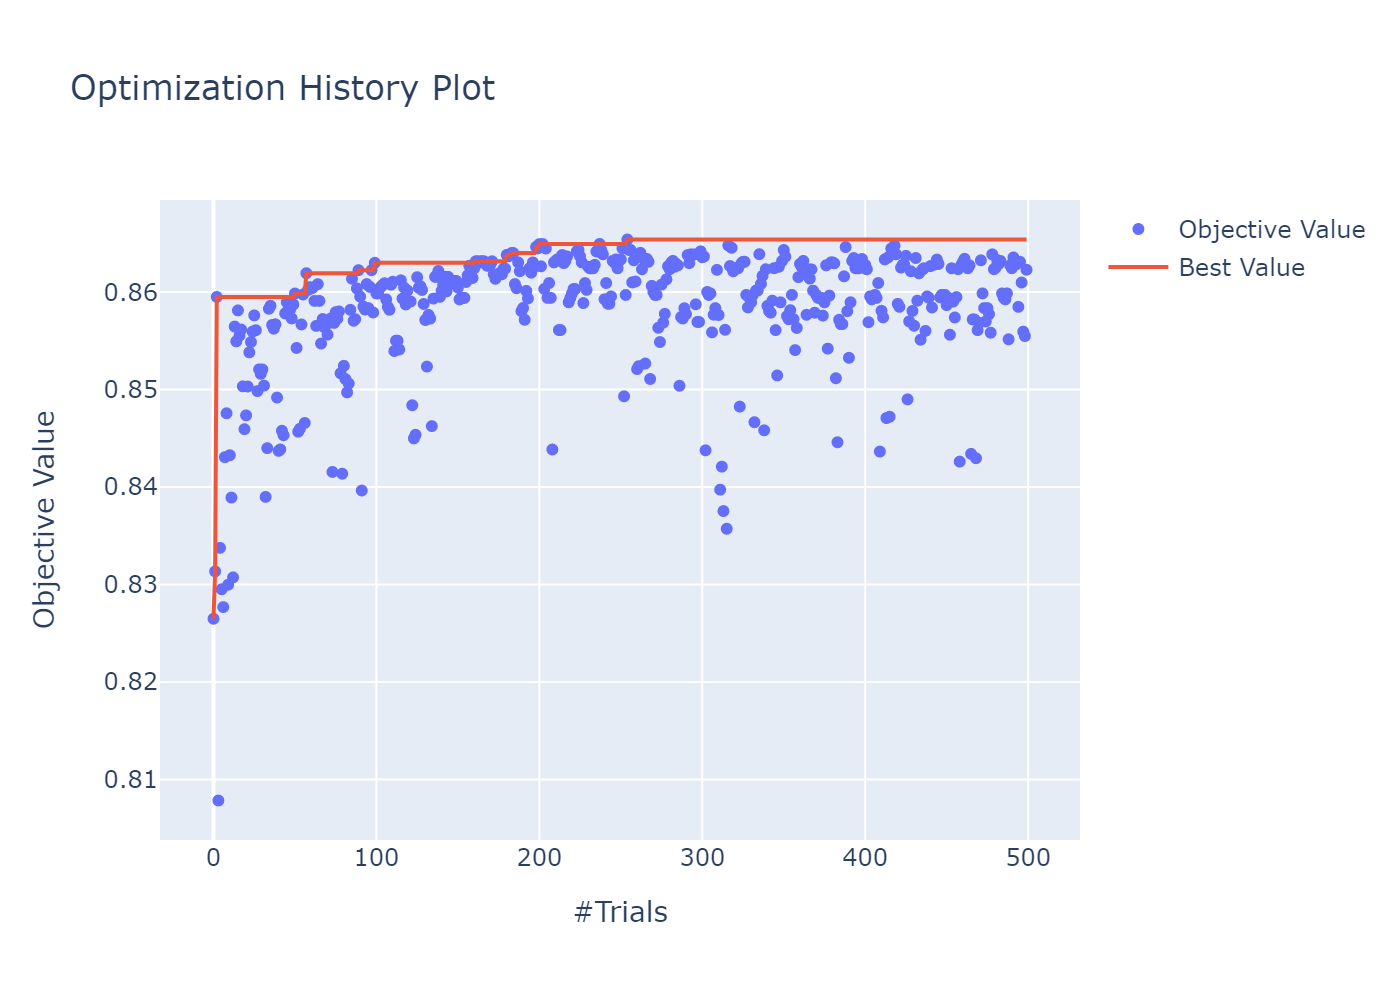 Optimization History Plot
Objective Value
Best Value
0.86
0.85
0.84
0.83
0.82
0.81
Objective Value
0
100
200
300
400
500
#Trials